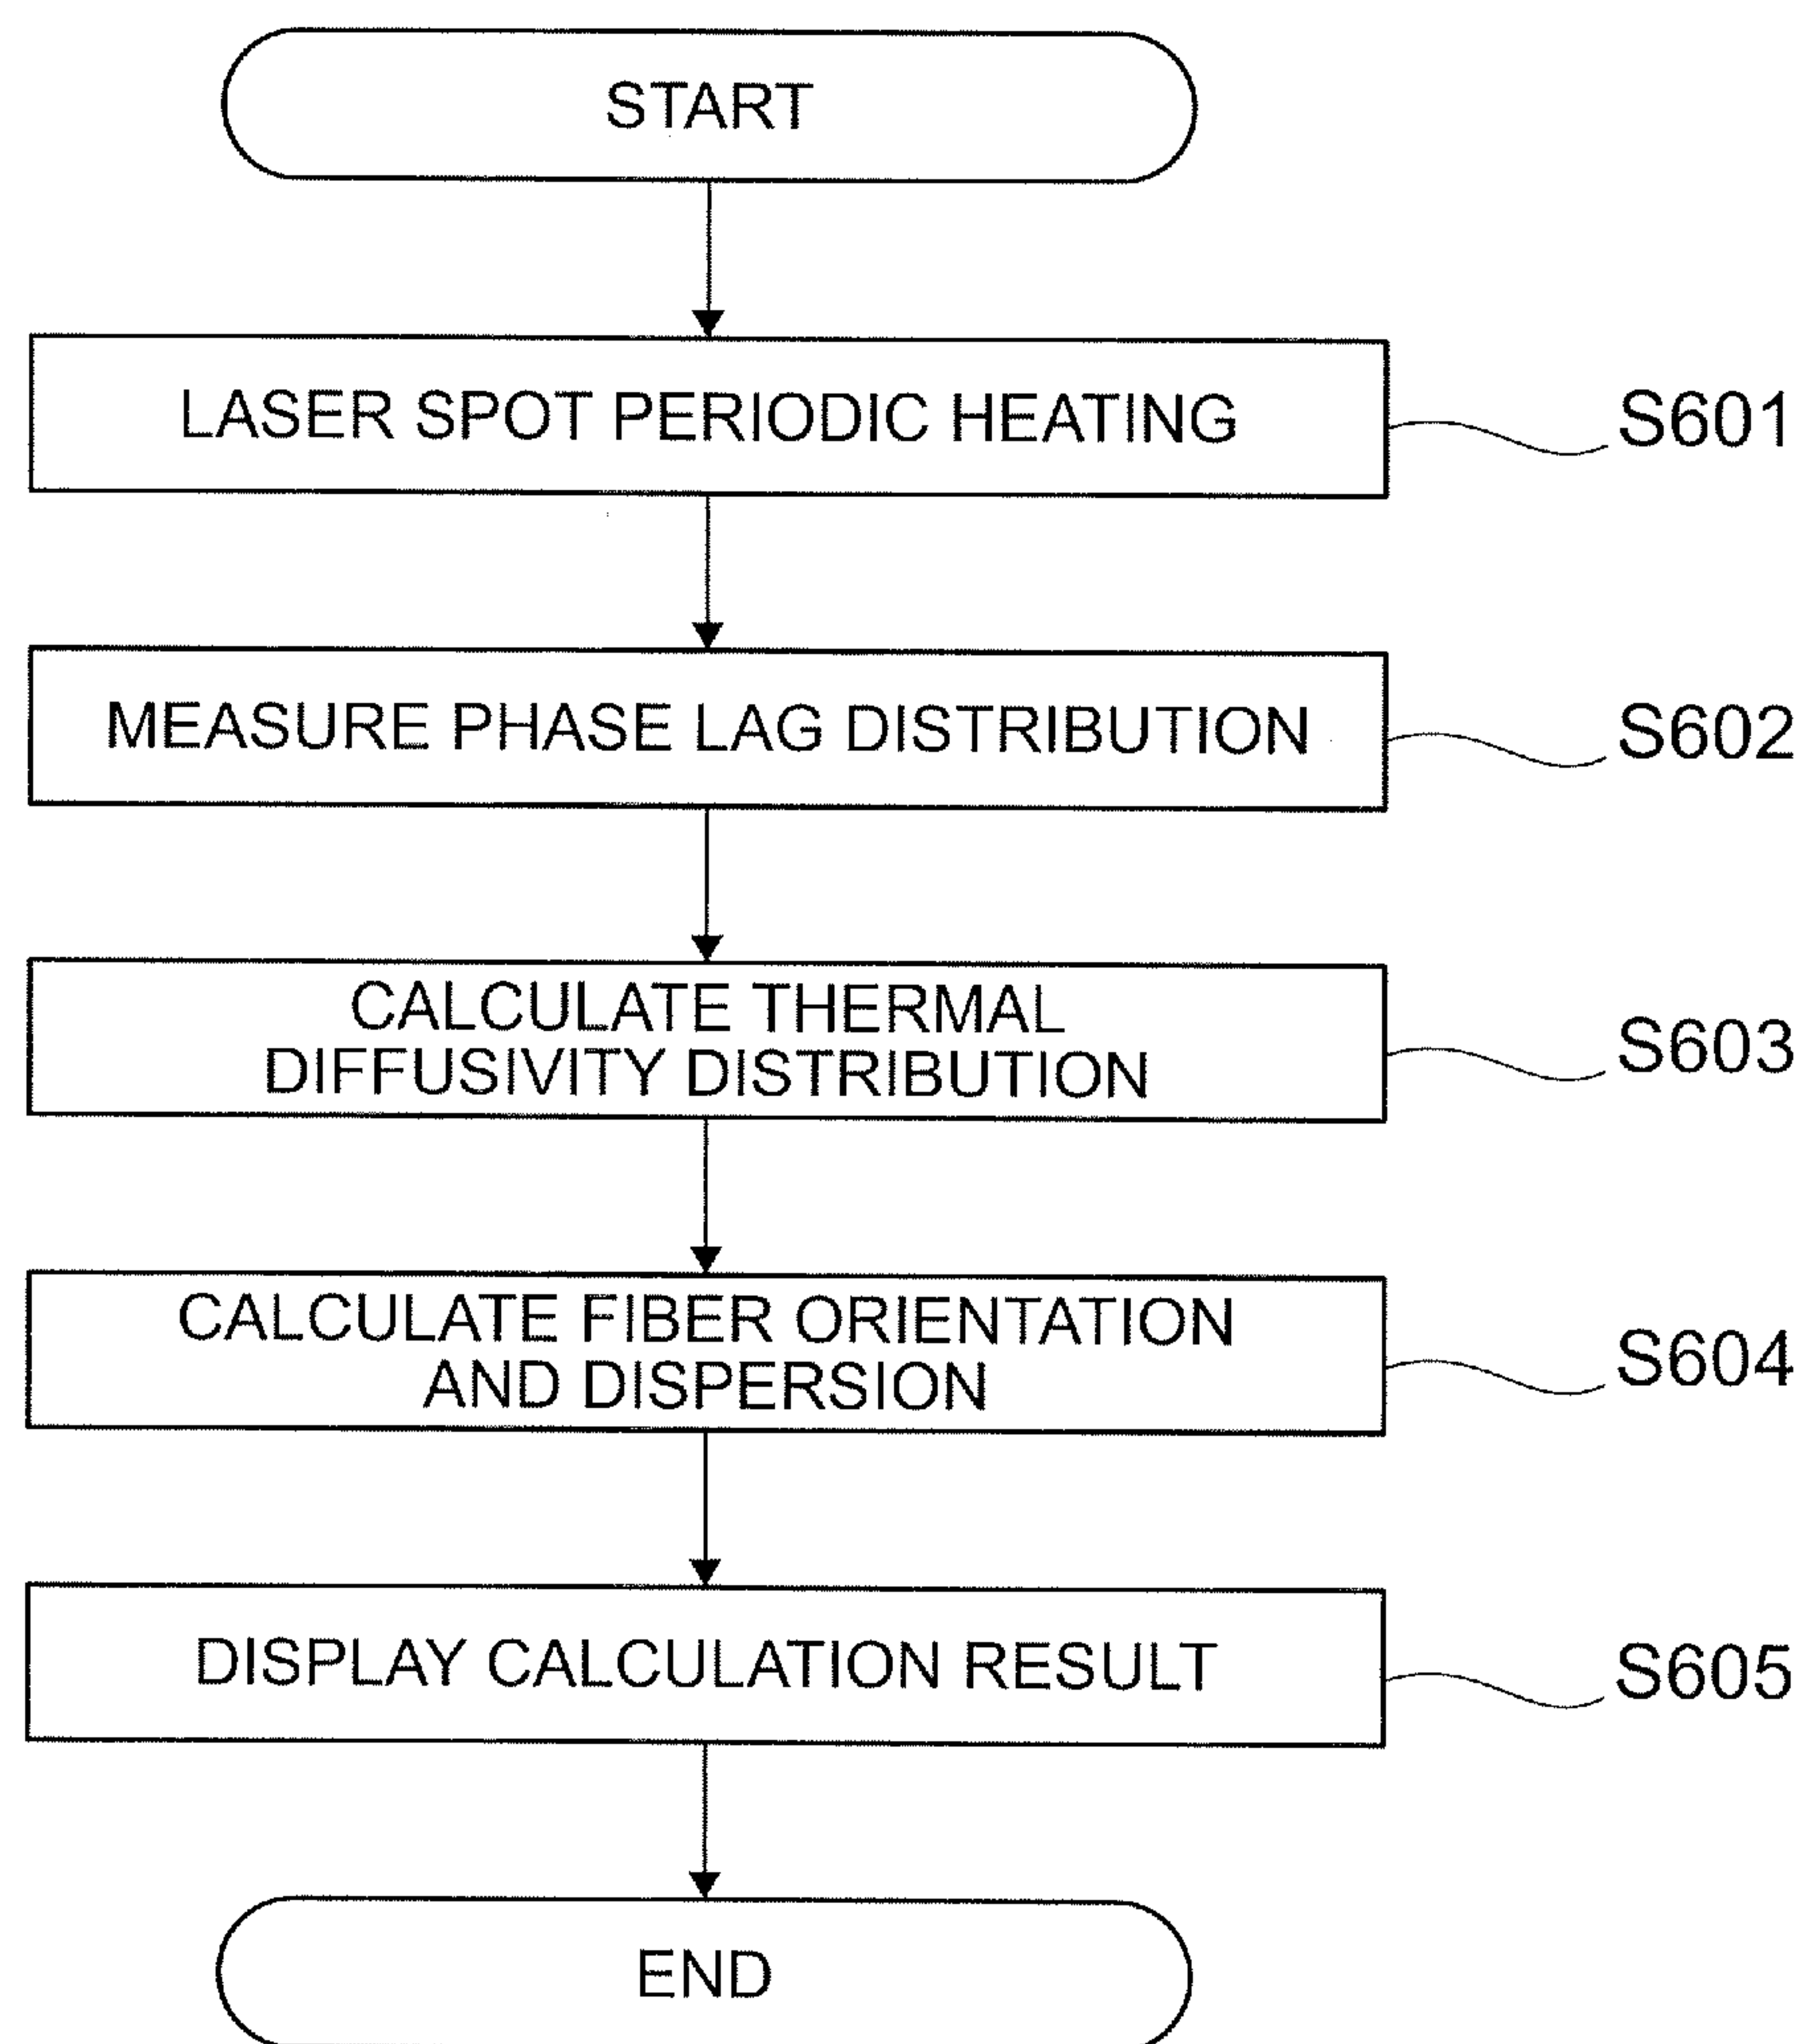 START
LASER SPOT PERIODIC HEATING
S601
MEASURE PHASE LAG DISTRIBUTION
S602
CALCULATE THERMAL
DIFFUSIVITY DISTRIBUTION
S603
CALCULATE FIBER ORIENTATION
AND DISPERSION
S604
DISPLAY CALCULATION RESULT
S605
END